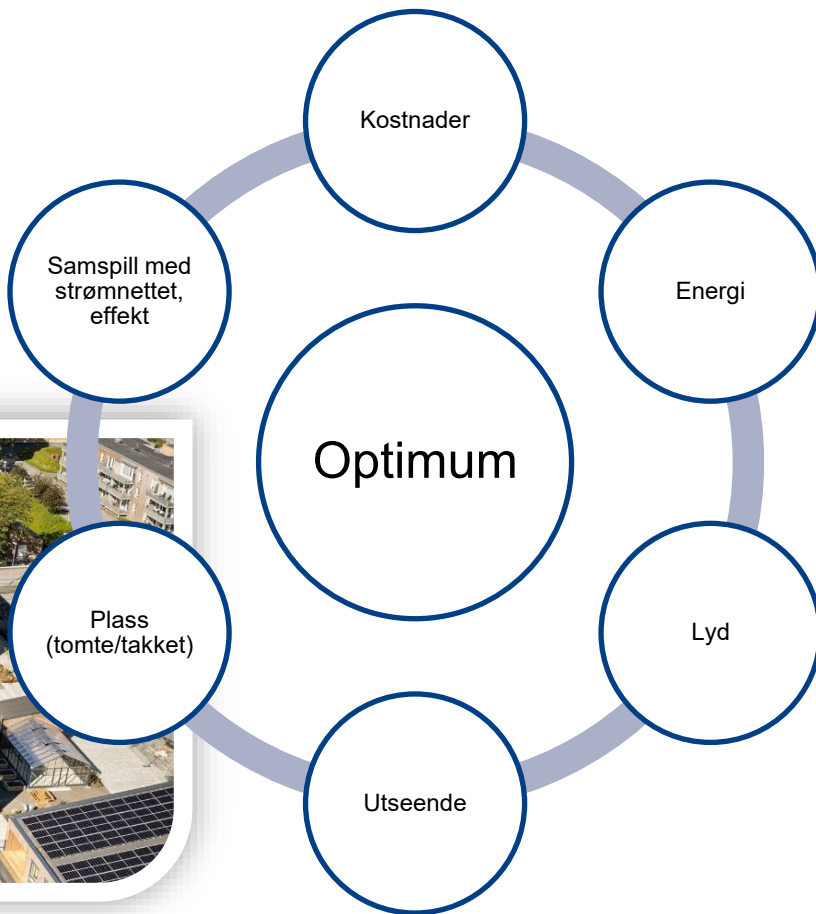 Kostnader
Samspill med
strømnettet,
effekt
Energi
Optimum
Plass
(tomte/takket)
Lyd
Utseende